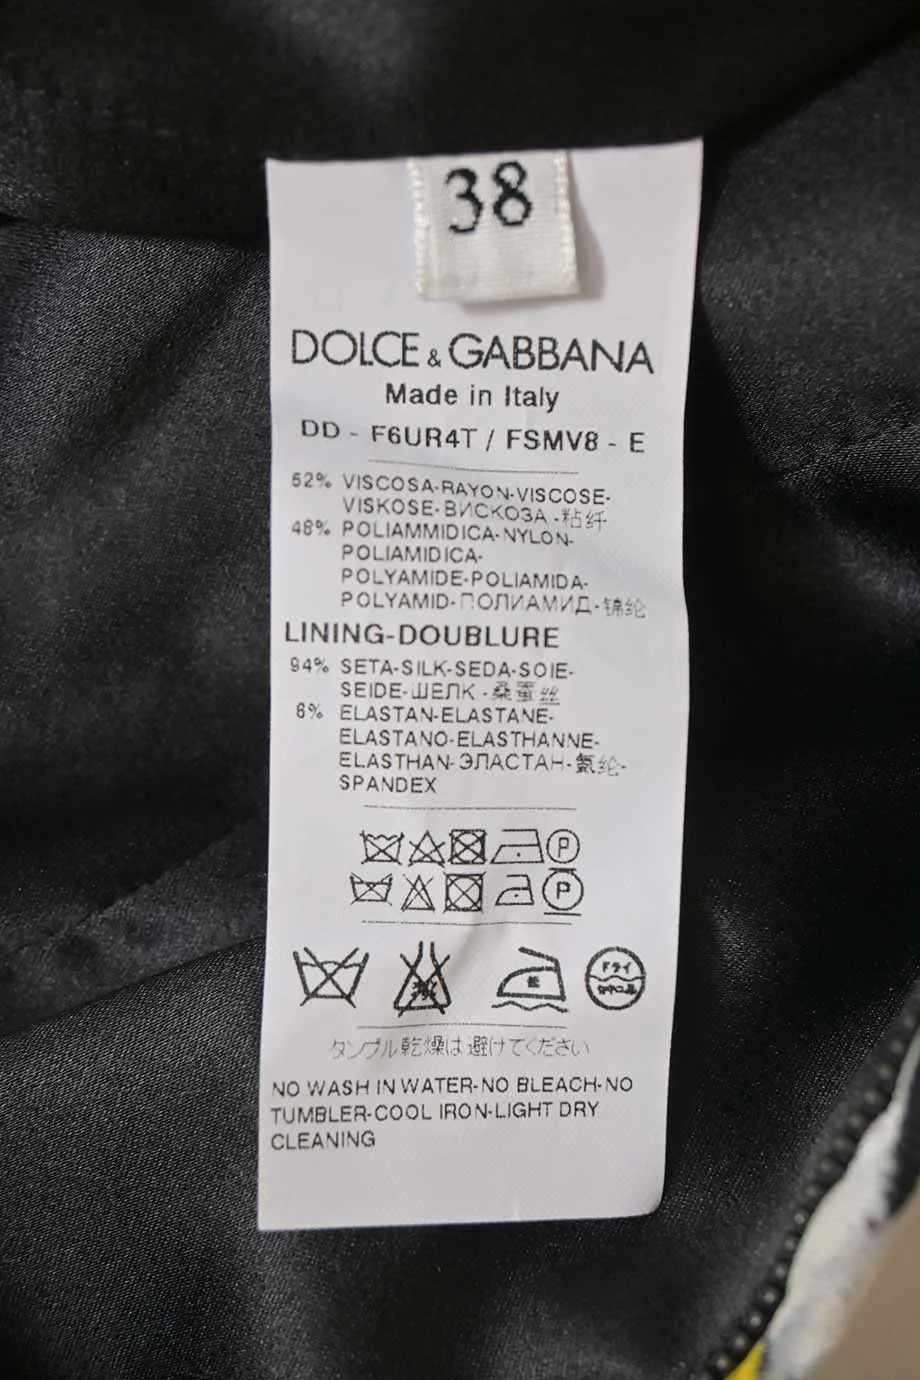 38
DOLCE & GABBANA
Made in Italy
DD - F6UR4T / FSMV8 - E
52% VISCOSA-RAYON-VISCOSE-
VISKOSE-ВИСКОЗА -粘纤
48% POLIAMMIDICA-NYLON-
POLIAMIDICA-
POLYAMIDE-POLIAMIDA-
POLYAMID-ПОЛИАМИД-锦纶
LINING-DOUBLURE
94% SETA-SILK-SEDA-SOIE-
SEIDE-ШЕЛК -桑蚕丝
6% ELASTAN-ELASTANE-
ELASTANO-ELASTHANNE-
ELASTHAN-ЭЛАСТАН-氨纶-
SPANDEX
P
P
低 ドライ
タンブル乾燥は避けてください
NO WASH IN WATER-NO BLEACH-NO
TUMBLER-COOL IRON-LIGHT DRY
CLEANING